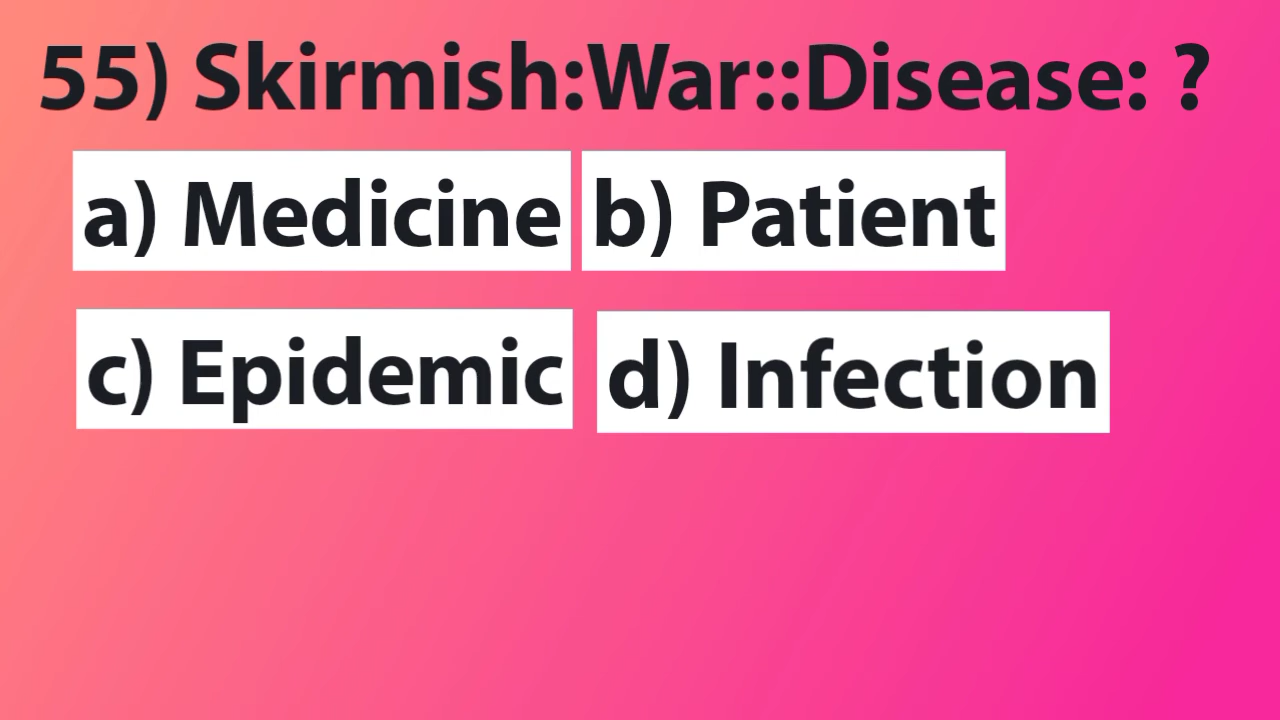 55) Skirmish:War::Disease: ?
a) Medicine b) Patient
c) Epidemic d) Infection